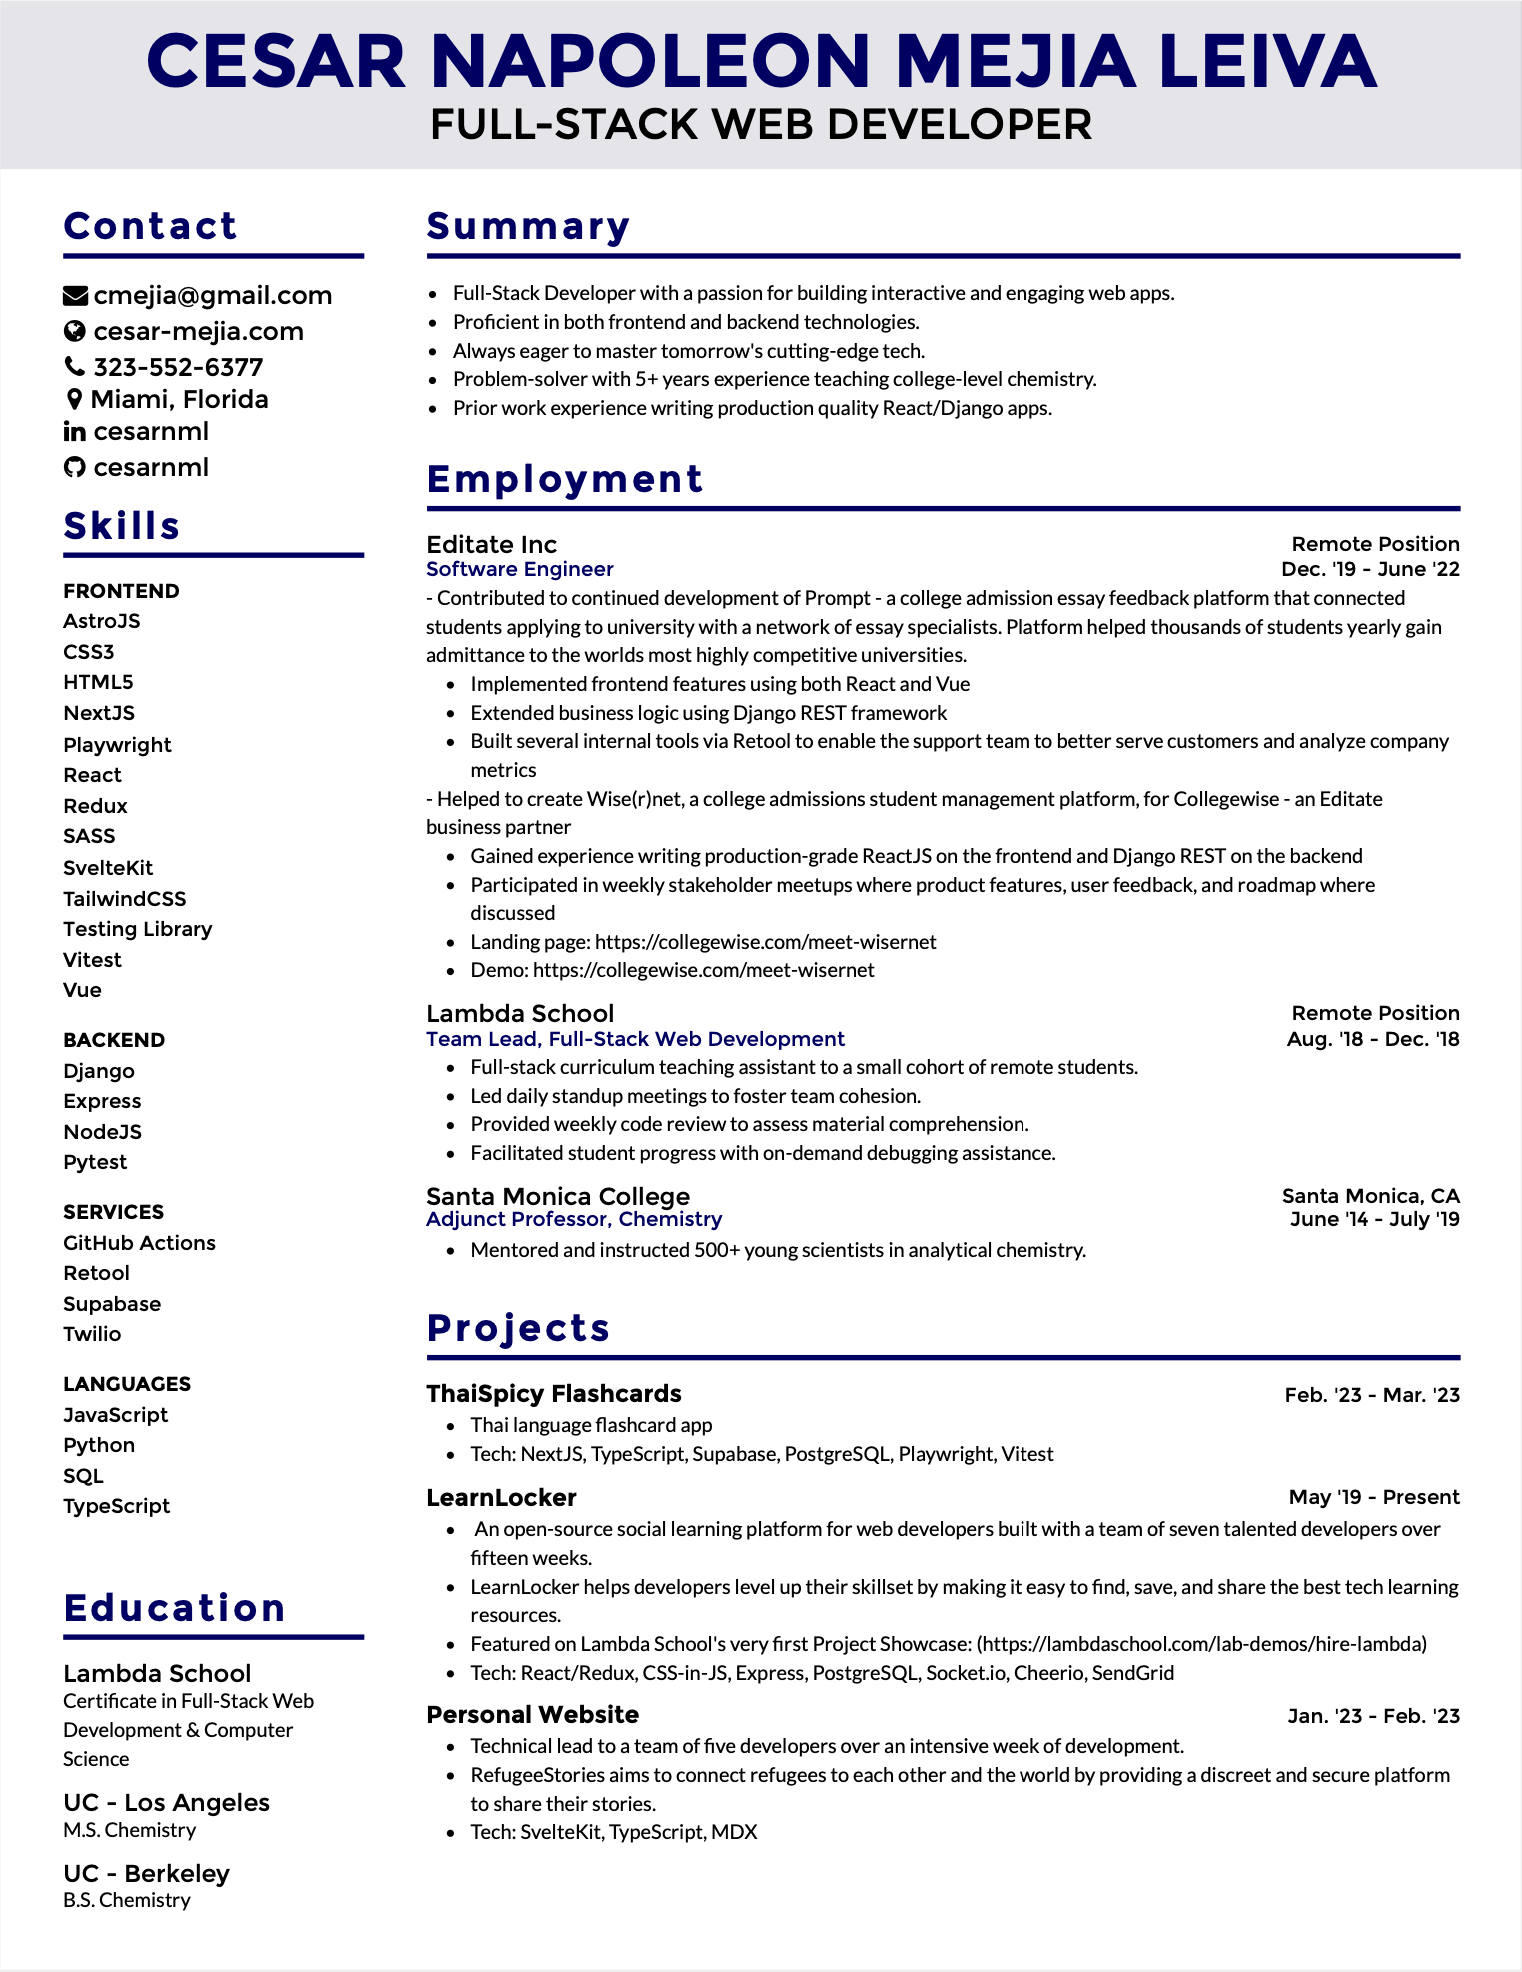 CESAR NAPOLEON MEJIA LEIVA
FULL-STACK WEB DEVELOPER
Contact
cmejia@gmail.com
cesar-mejia.com
323-552-6377
Miami, Florida
cesarnml
cesarnml
Skills
FRONTEND
AstroJS
CSS3
HTML5
NextJS
Playwright
React
Redux
SASS
SvelteKit
TailwindCSS
Testing Library
Vitest
Vue
BACKEND
Django
Express
NodeJS
Pytest
SERVICES
GitHub Actions
Retool
Supabase
Twilio
LANGUAGES
JavaScript
Python
SQL
TypeScript
Education
Lambda School
Certificate in Full-Stack Web
Development & Computer
Science
UC - Los Angeles
M.S. Chemistry
UC - Berkeley
B.S. Chemistry
Summary
• Full-Stack Developer with a passion for building interactive and engaging web apps.
• Proficient in both frontend and backend technologies.
• Always eager to master tomorrow's cutting-edge tech.
• Problem-solver with 5+ years experience teaching college-level chemistry.
• Prior work experience writing production quality React/Django apps.
Employment
Editate Inc Remote Position
Software Engineer Dec. '19 - June '22
- Contributed to continued development of Prompt - a college admission essay feedback platform that connected
students applying to university with a network of essay specialists. Platform helped thousands of students yearly gain
admittance to the worlds most highly competitive universities.
• Implemented frontend features using both React and Vue
• Extended business logic using Django REST framework
• Built several internal tools via Retool to enable the support team to better serve customers and analyze company
metrics
- Helped to create Wise(r)net, a college admissions student management platform, for Collegewise - an Editate
business partner
• Gained experience writing production-grade ReactJS on the frontend and Django REST on the backend
• Participated in weekly stakeholder meetups where product features, user feedback, and roadmap where
discussed
• Landing page: https://collegewise.com/meet-wisernet
• Demo: https://collegewise.com/meet-wisernet
Lambda School Remote Position
Team Lead, Full-Stack Web Development Aug. '18 - Dec. '18
• Full-stack curriculum teaching assistant to a small cohort of remote students.
• Led daily standup meetings to foster team cohesion.
• Provided weekly code review to assess material comprehension.
• Facilitated student progress with on-demand debugging assistance.
Santa Monica College Santa Monica, CA
Adjunct Professor, Chemistry June '14 - July '19
• Mentored and instructed 500+ young scientists in analytical chemistry.
Projects
ThaiSpicy Flashcards Feb. '23 - Mar. '23
• Thai language flashcard app
• Tech: NextJS, TypeScript, Supabase, PostgreSQL, Playwright, Vitest
LearnLocker May '19 - Present
• An open-source social learning platform for web developers built with a team of seven talented developers over
fifteen weeks.
• LearnLocker helps developers level up their skillset by making it easy to find, save, and share the best tech learning
resources.
• Featured on Lambda School's very first Project Showcase: (https://lambdaschool.com/lab-demos/hire-lambda)
• Tech: React/Redux, CSS-in-JS, Express, PostgreSQL, Socket.io, Cheerio, SendGrid
Personal Website Jan. '23 - Feb. '23
• Technical lead to a team of five developers over an intensive week of development.
• RefugeeStories aims to connect refugees to each other and the world by providing a discreet and secure platform
to share their stories.
• Tech: SvelteKit, TypeScript, MDX